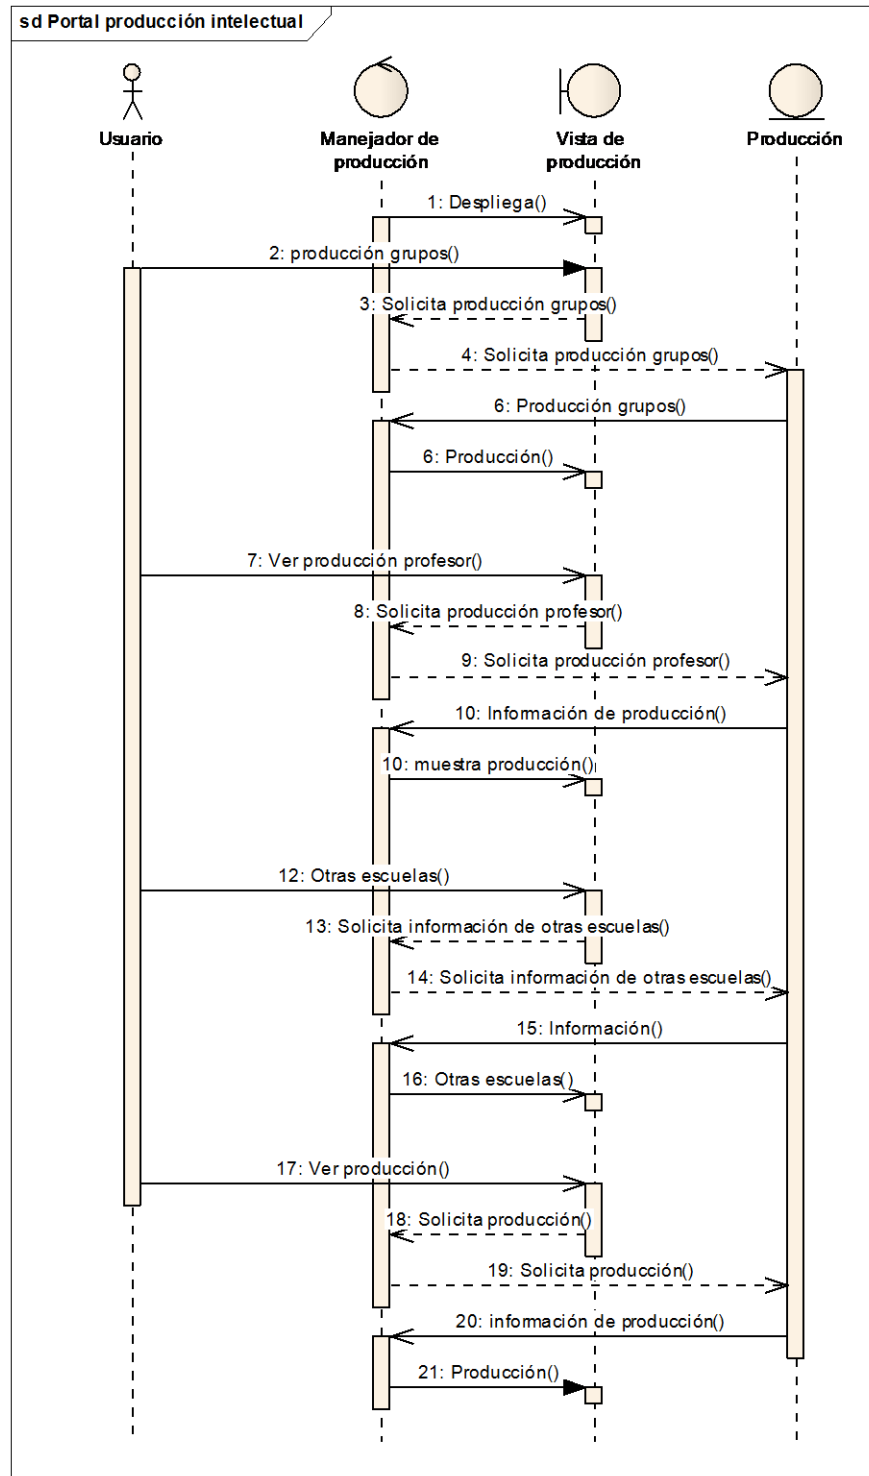 sd Portal producción intelectual
Usuario
Manejador de
producción
Vista de
producción
Producción
1: Despliega()
2: producción grupos()
3: Solicita producción grupos()
4: Solicita producción grupos()
6: Producción grupos()
6: Producción()
7: Ver producción profesor()
8: Solicita producción profesor()
9: Solicita producción profesor()
10: Información de producción()
10: muestra producción()
12: Otras escuelas()
13: Solicita información de otras escuelas()
14: Solicita información de otras escuelas()
15: Información()
16: Otras escuelas()
17: Ver producción()
18: Solicita producción()
19: Solicita producción()
20: información de producción()
21: Producción()